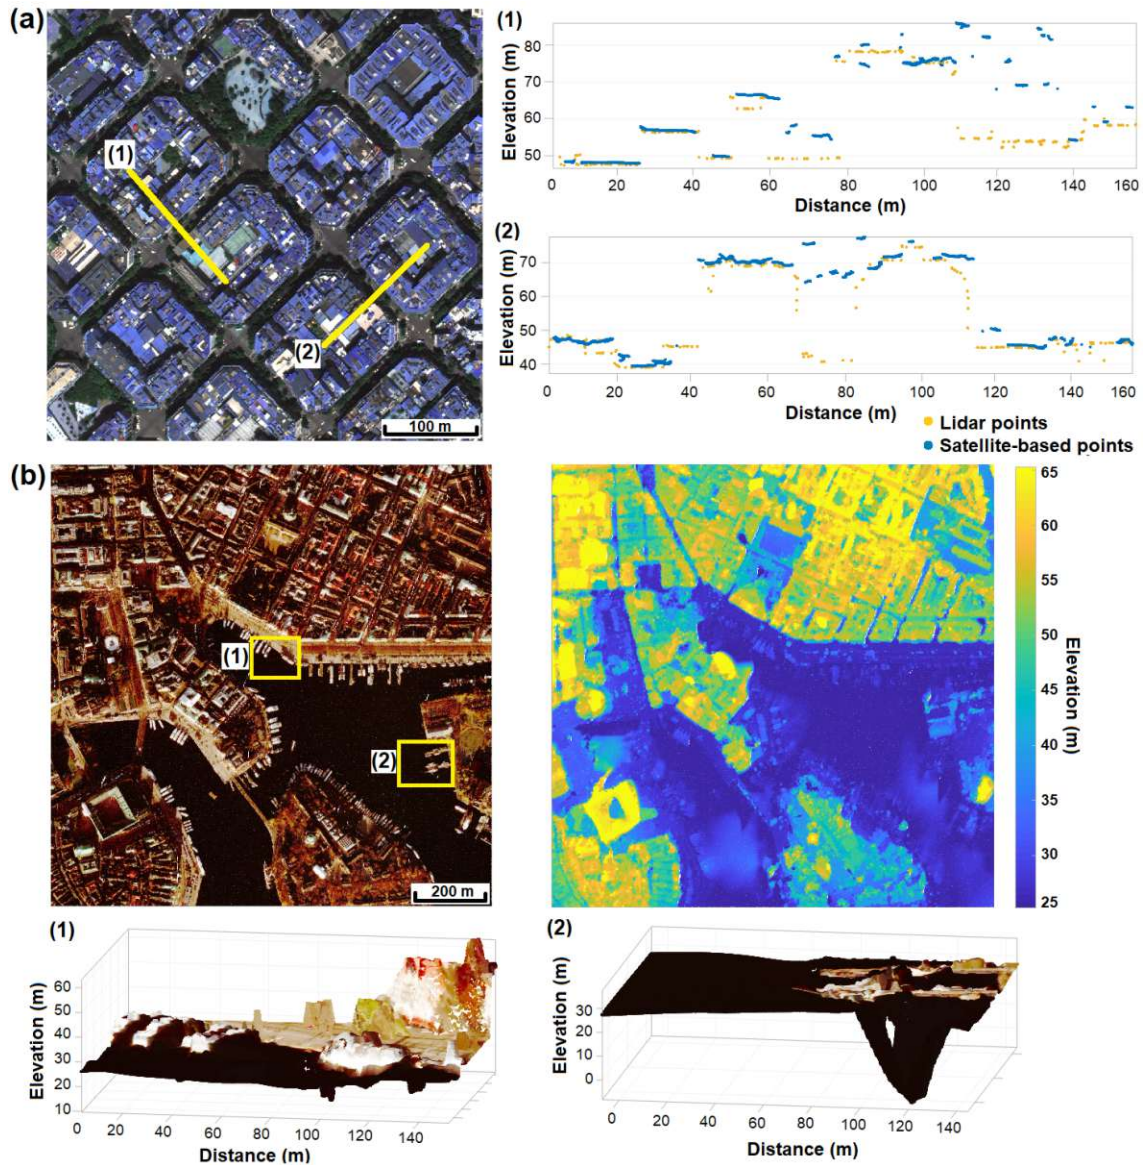 (a)
(1)
(2)
100 m
(1)
Elevation (m)
80
70
60
50
0 20 40 60 80 100 120 140 160
Distance (m)
(2)
Elevation (m)
70
50
40
0 20 40 60 80 100 120 140 160
Distance (m)
Lidar points
Satellite-based points
(b)
(1)
(2)
200 m
65
60
55
50
45
40
35
30
25
Elevation (m)
(1)
Elevation (m)
60
50
40
30
20
10
0 20 40 60 80 100 120 140
Distance (m)
(2)
Elevation (m)
30
20
10
0
0 20 40 60 80 100 120 140
Distance (m)